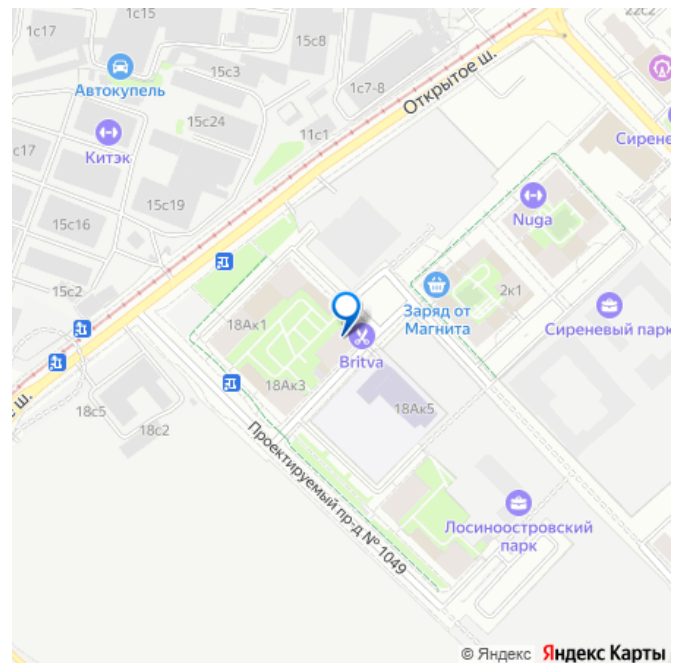 1с15
22с2
1с17
15с8
Открытое ш.
15с3
1с7-8
Автокупель
15с24
11с1
с17
Китэк
Сирене
15с19
Nuga
15с16
15с2
2к1
Заряд от
Магнита
Сиреневый парк
18Ак1
Britva
18Ак3
18Ак5
ш.
18с5
18с2
Проектируемый пр-д № 1049
Лосиноостровский
парк
© Яндекс Яндекс Карты